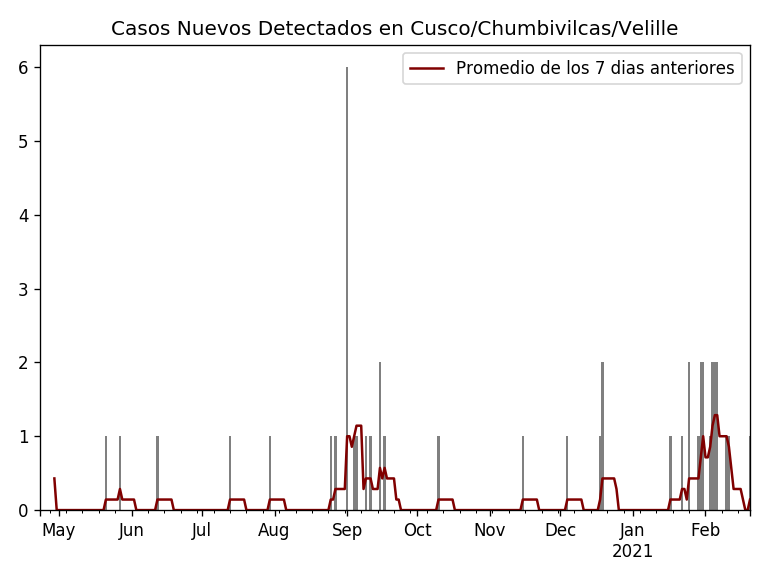 Casos Nuevos Detectados en Cusco/Chumbivilcas/Velille
Promedio de los 7 dias anteriores
6
5
4
3
2
1
0
May Jun Jul Aug Sep Oct Nov Dec Jan Feb
2021